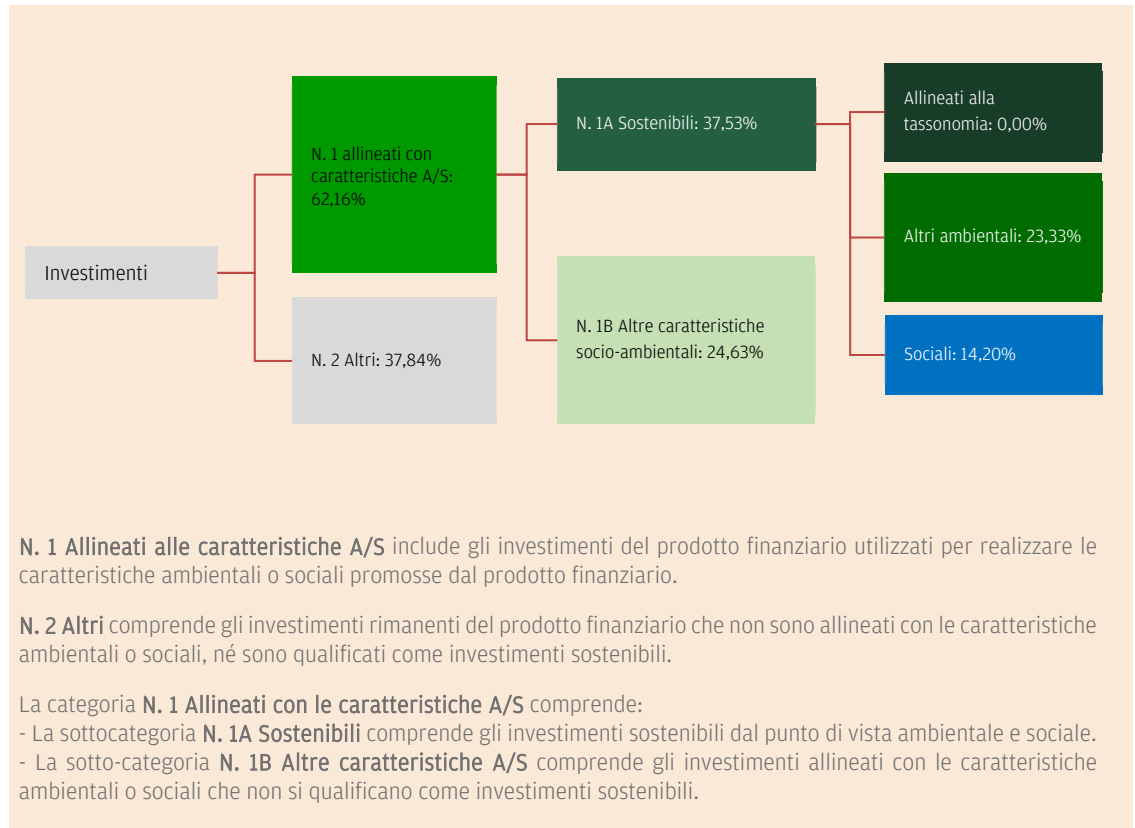 Investimenti
N. 1 allineati con
caratteristiche A/S:
62,16%
N. 2 Altri: 37,84%
N. 1A Sostenibili: 37,53%
N. 1B Altre caratteristiche
socio-ambientali: 24,63%
Allineati alla
tassonomia: 0,00%
Altri ambientali: 23,33%
Sociali: 14,20%
N. 1 Allineati alle caratteristiche A/S include gli investimenti del prodotto finanziario utilizzati per realizzare le
caratteristiche ambientali o sociali promosse dal prodotto finanziario.
N. 2 Altri comprende gli investimenti rimanenti del prodotto finanziario che non sono allineati con le caratteristiche
ambientali o sociali, né sono qualificati come investimenti sostenibili.
La categoria N. 1 Allineati con le caratteristiche A/S comprende:
- La sottocategoria N. 1A Sostenibili comprende gli investimenti sostenibili dal punto di vista ambientale e sociale.
- La sotto-categoria N. 1B Altre caratteristiche A/S comprende gli investimenti allineati con le caratteristiche
ambientali o sociali che non si qualificano come investimenti sostenibili.